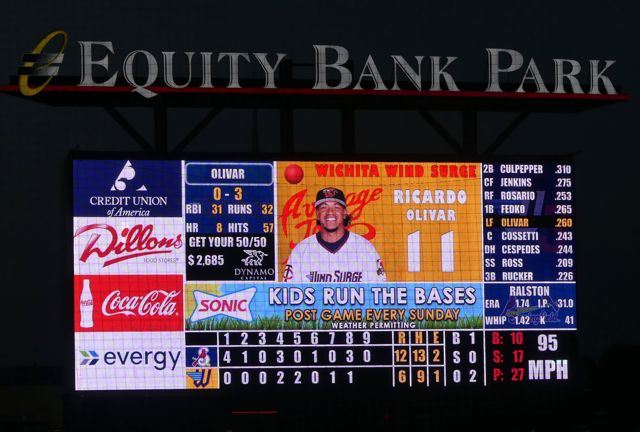 EQUITY BANK PARK
CREDIT UNION
of America
Dillons
FOOD STORES
Coca-Cola
evergy
OLIVAR
0 - 3
RBI 31 RUNS 32
HR 8 HITS 57
GET YOUR 50/50
$ 2,685
DYNAMO
CAPITAL
WICHITA WIND SURGE
Average
RICARDO
OLIVAR
11
WIND SURGE
2B CULPEPPER .310
CF JENKINS .275
RF ROSARIO .253
1B FEDKO .265
LF OLIVAR .260
C COSSETTI .243
DH CESPEDES .244
SS ROSS .209
3B RUCKER .226
RALSTON
ERA 1.74 I.P. 31.0
WHIP 1.42 K 41
SONIC
KIDS RUN THE BASES
POST GAME EVERY SUNDAY
WEATHER PERMITTING
1 2 3 4 5 6 7 8 9 R H E B 1
4 1 0 3 0 1 0 3 0 12 13 2 S 0
0 0 0 2 2 0 1 1 6 9 1 O 2
B: 10
S: 17
P: 27
95
MPH